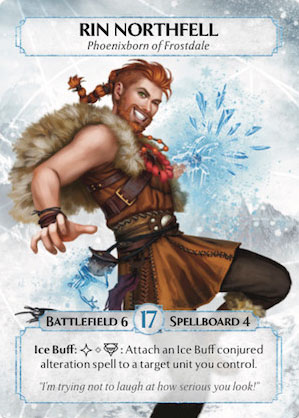 RIN NORTHFELL
Phoenixborn of Frostdale
BATTLEFIELD 6 17 SPELLBOARD 4
Ice Buff: : Attach an Ice Buff conjured
alteration spell to a target unit you control.
"I'm trying not to laugh at how serious you look!"